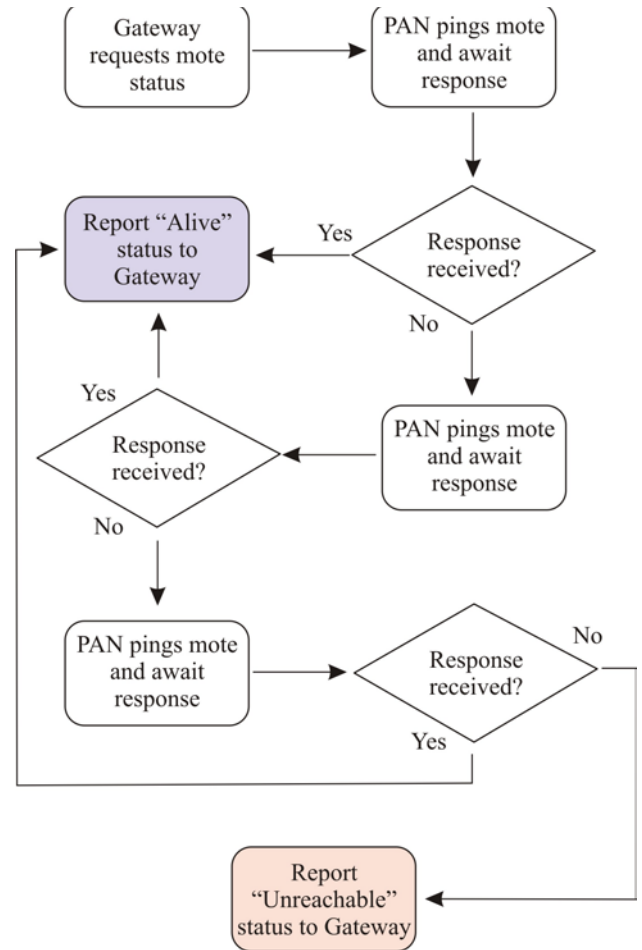 Gateway
requests mote
status
PAN pings mote
and await
response
Report “Alive”
status to
Gateway
Yes
Response
received?
No
Yes
PAN pings mote
and await
response
Response
received?
No
PAN pings mote
and await
response
Response
received?
No
Yes
Report
“Unreachable”
status to Gateway